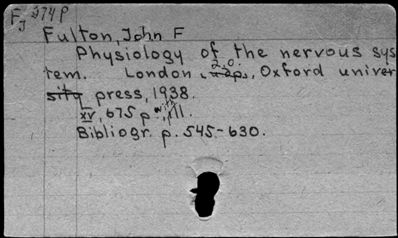 F 374 P
J
Fulton, John F
Physiology of the nervous sys
tem. London, 2.0., Oxford univer
sity press, 1938.
xv, 675 p. with ill.
Bibliogr. p. 545-630.